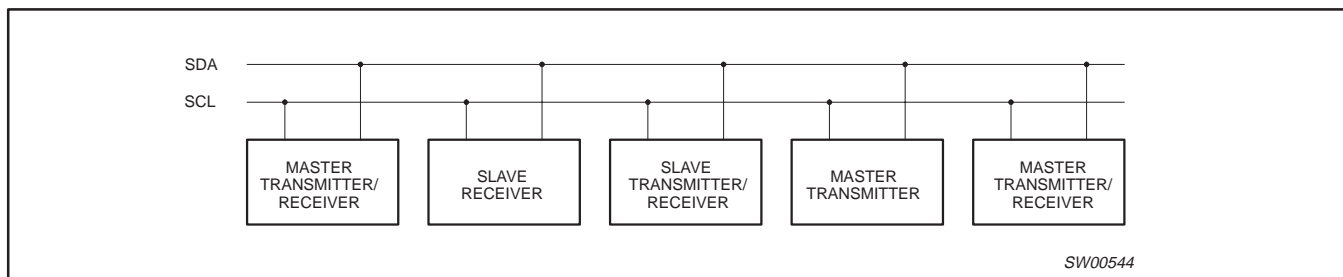 SDA
SCL
MASTER
TRANSMITTER/
RECEIVER
SLAVE
RECEIVER
SLAVE
TRANSMITTER/
RECEIVER
MASTER
TRANSMITTER
MASTER
TRANSMITTER/
RECEIVER
SW00544